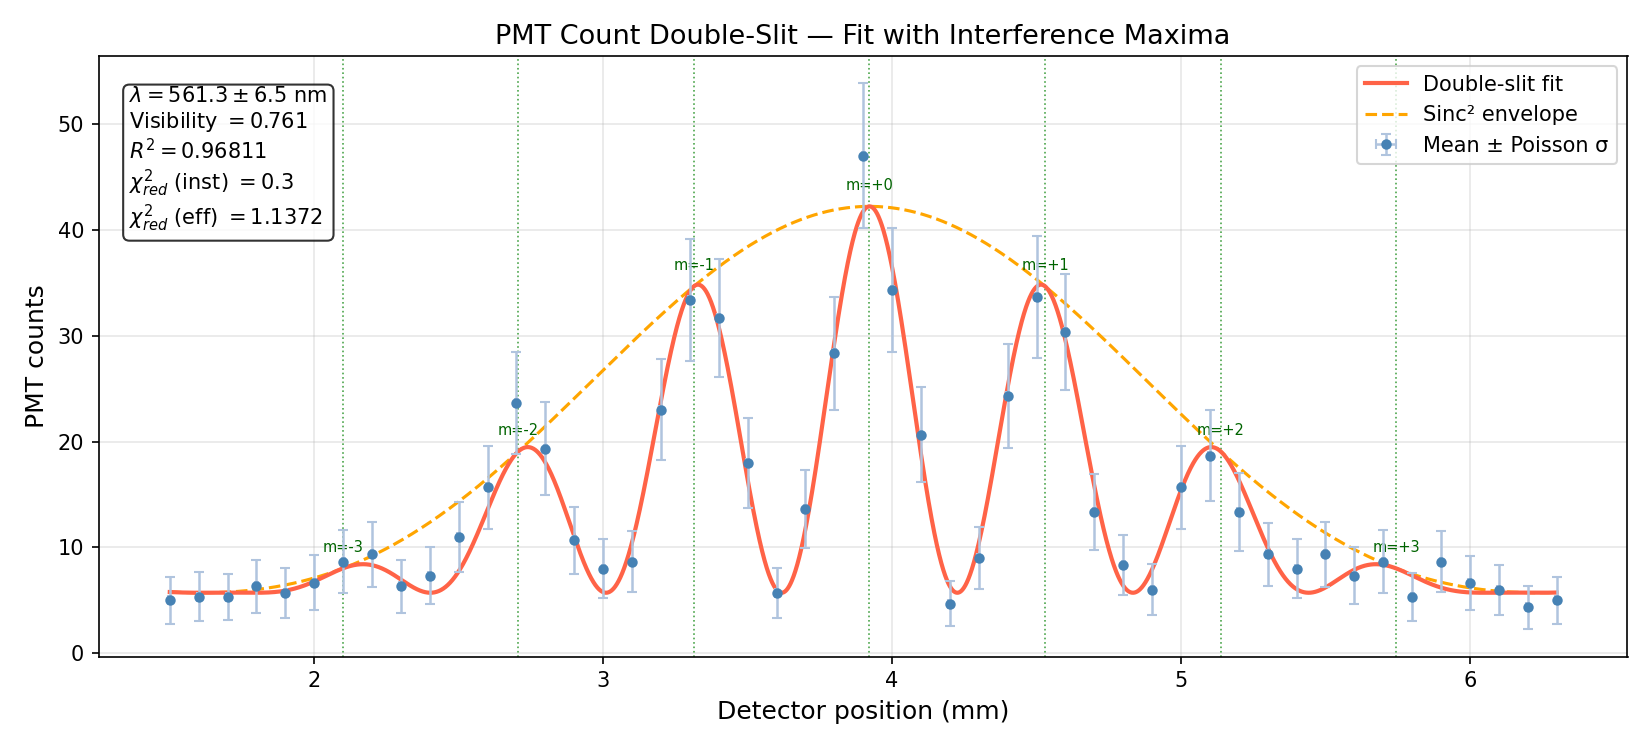 PMT Count Double-Slit — Fit with Interference Maxima
λ = 561.3 ± 6.5 nm
Visibility = 0.761
R² = 0.96811
χ²red (inst) = 0.3
χ²red (eff) = 1.1372
Double-slit fit
Sinc² envelope
Mean ± Poisson σ
m=-3
m=-2
m=-1
m=+0
m=+1
m=+2
m=+3
PMT counts
50
40
30
20
10
0
2
3
4
5
6
Detector position (mm)